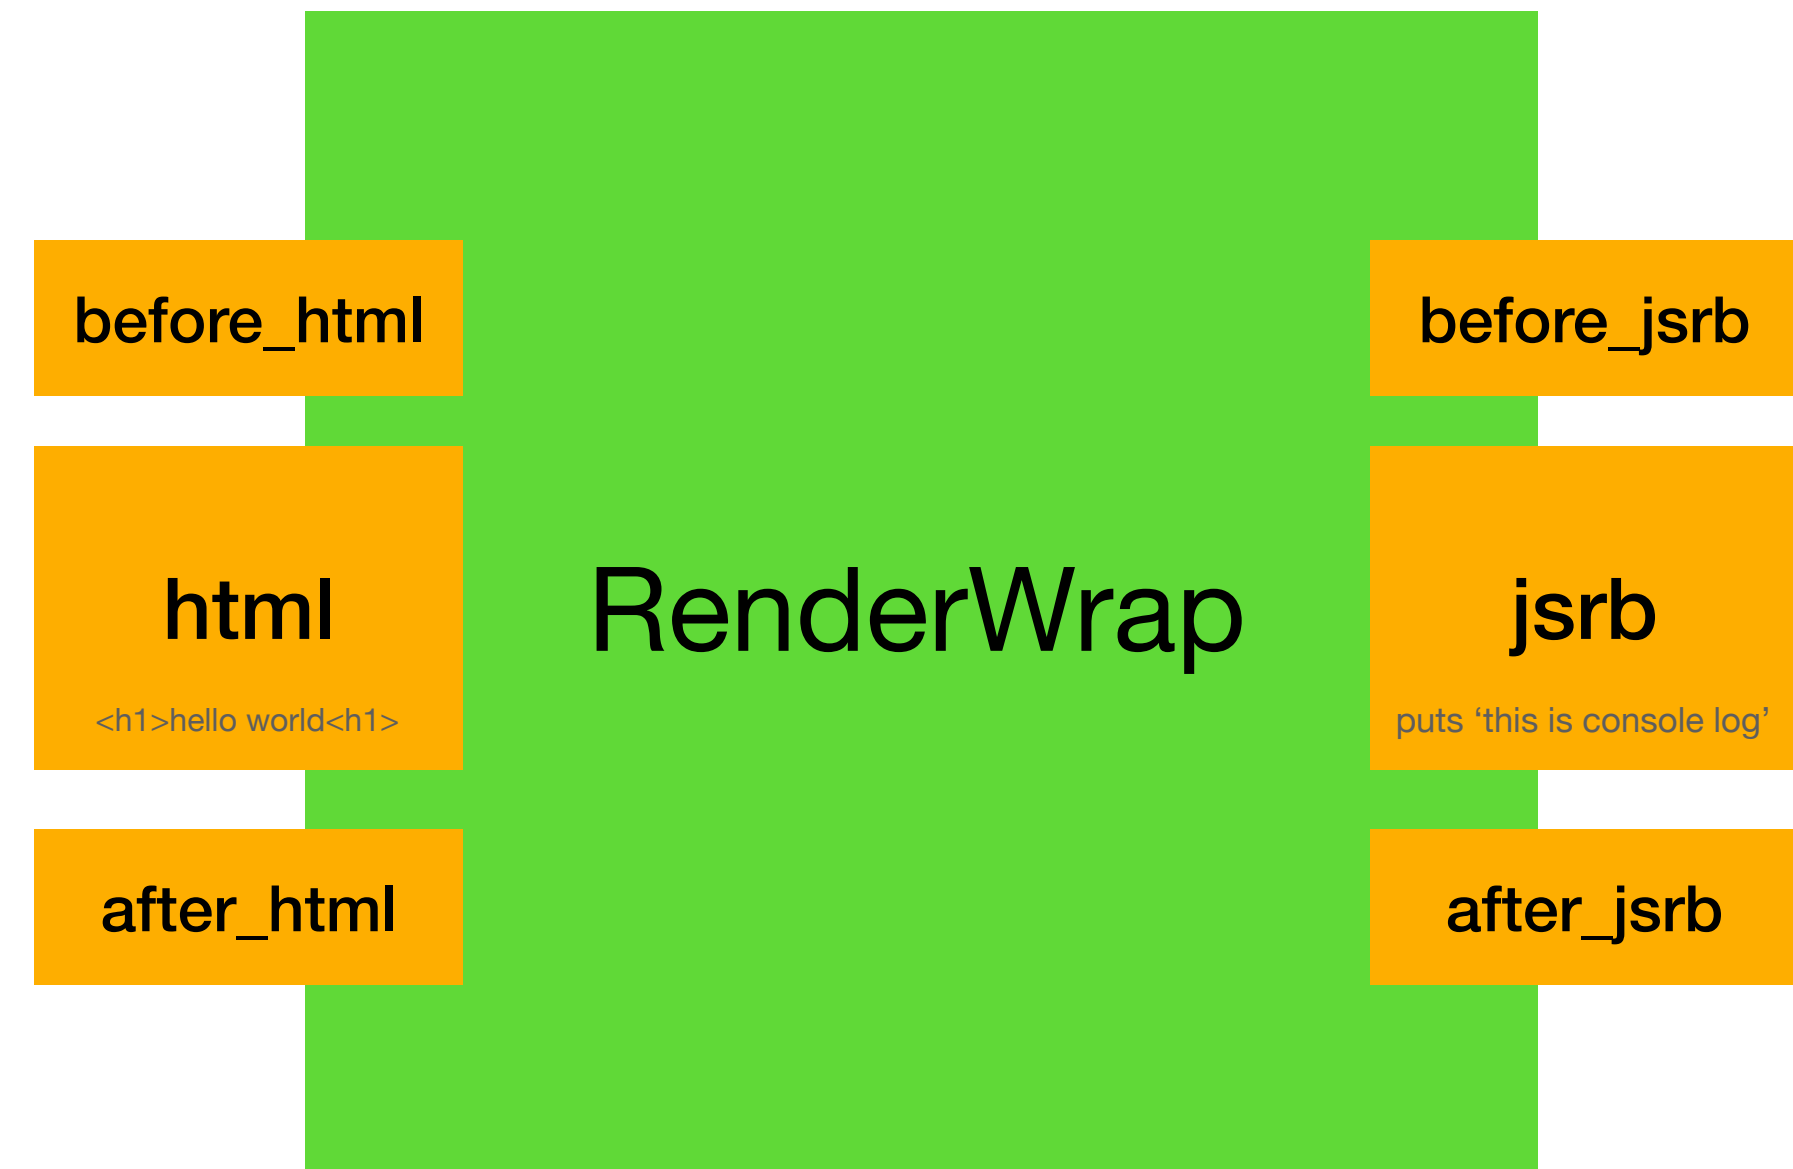 before_html
html
<h1>hello world<h1>
after_html
RenderWrap
before_jsrb
jsrb
puts ‘this is console log’
after_jsrb